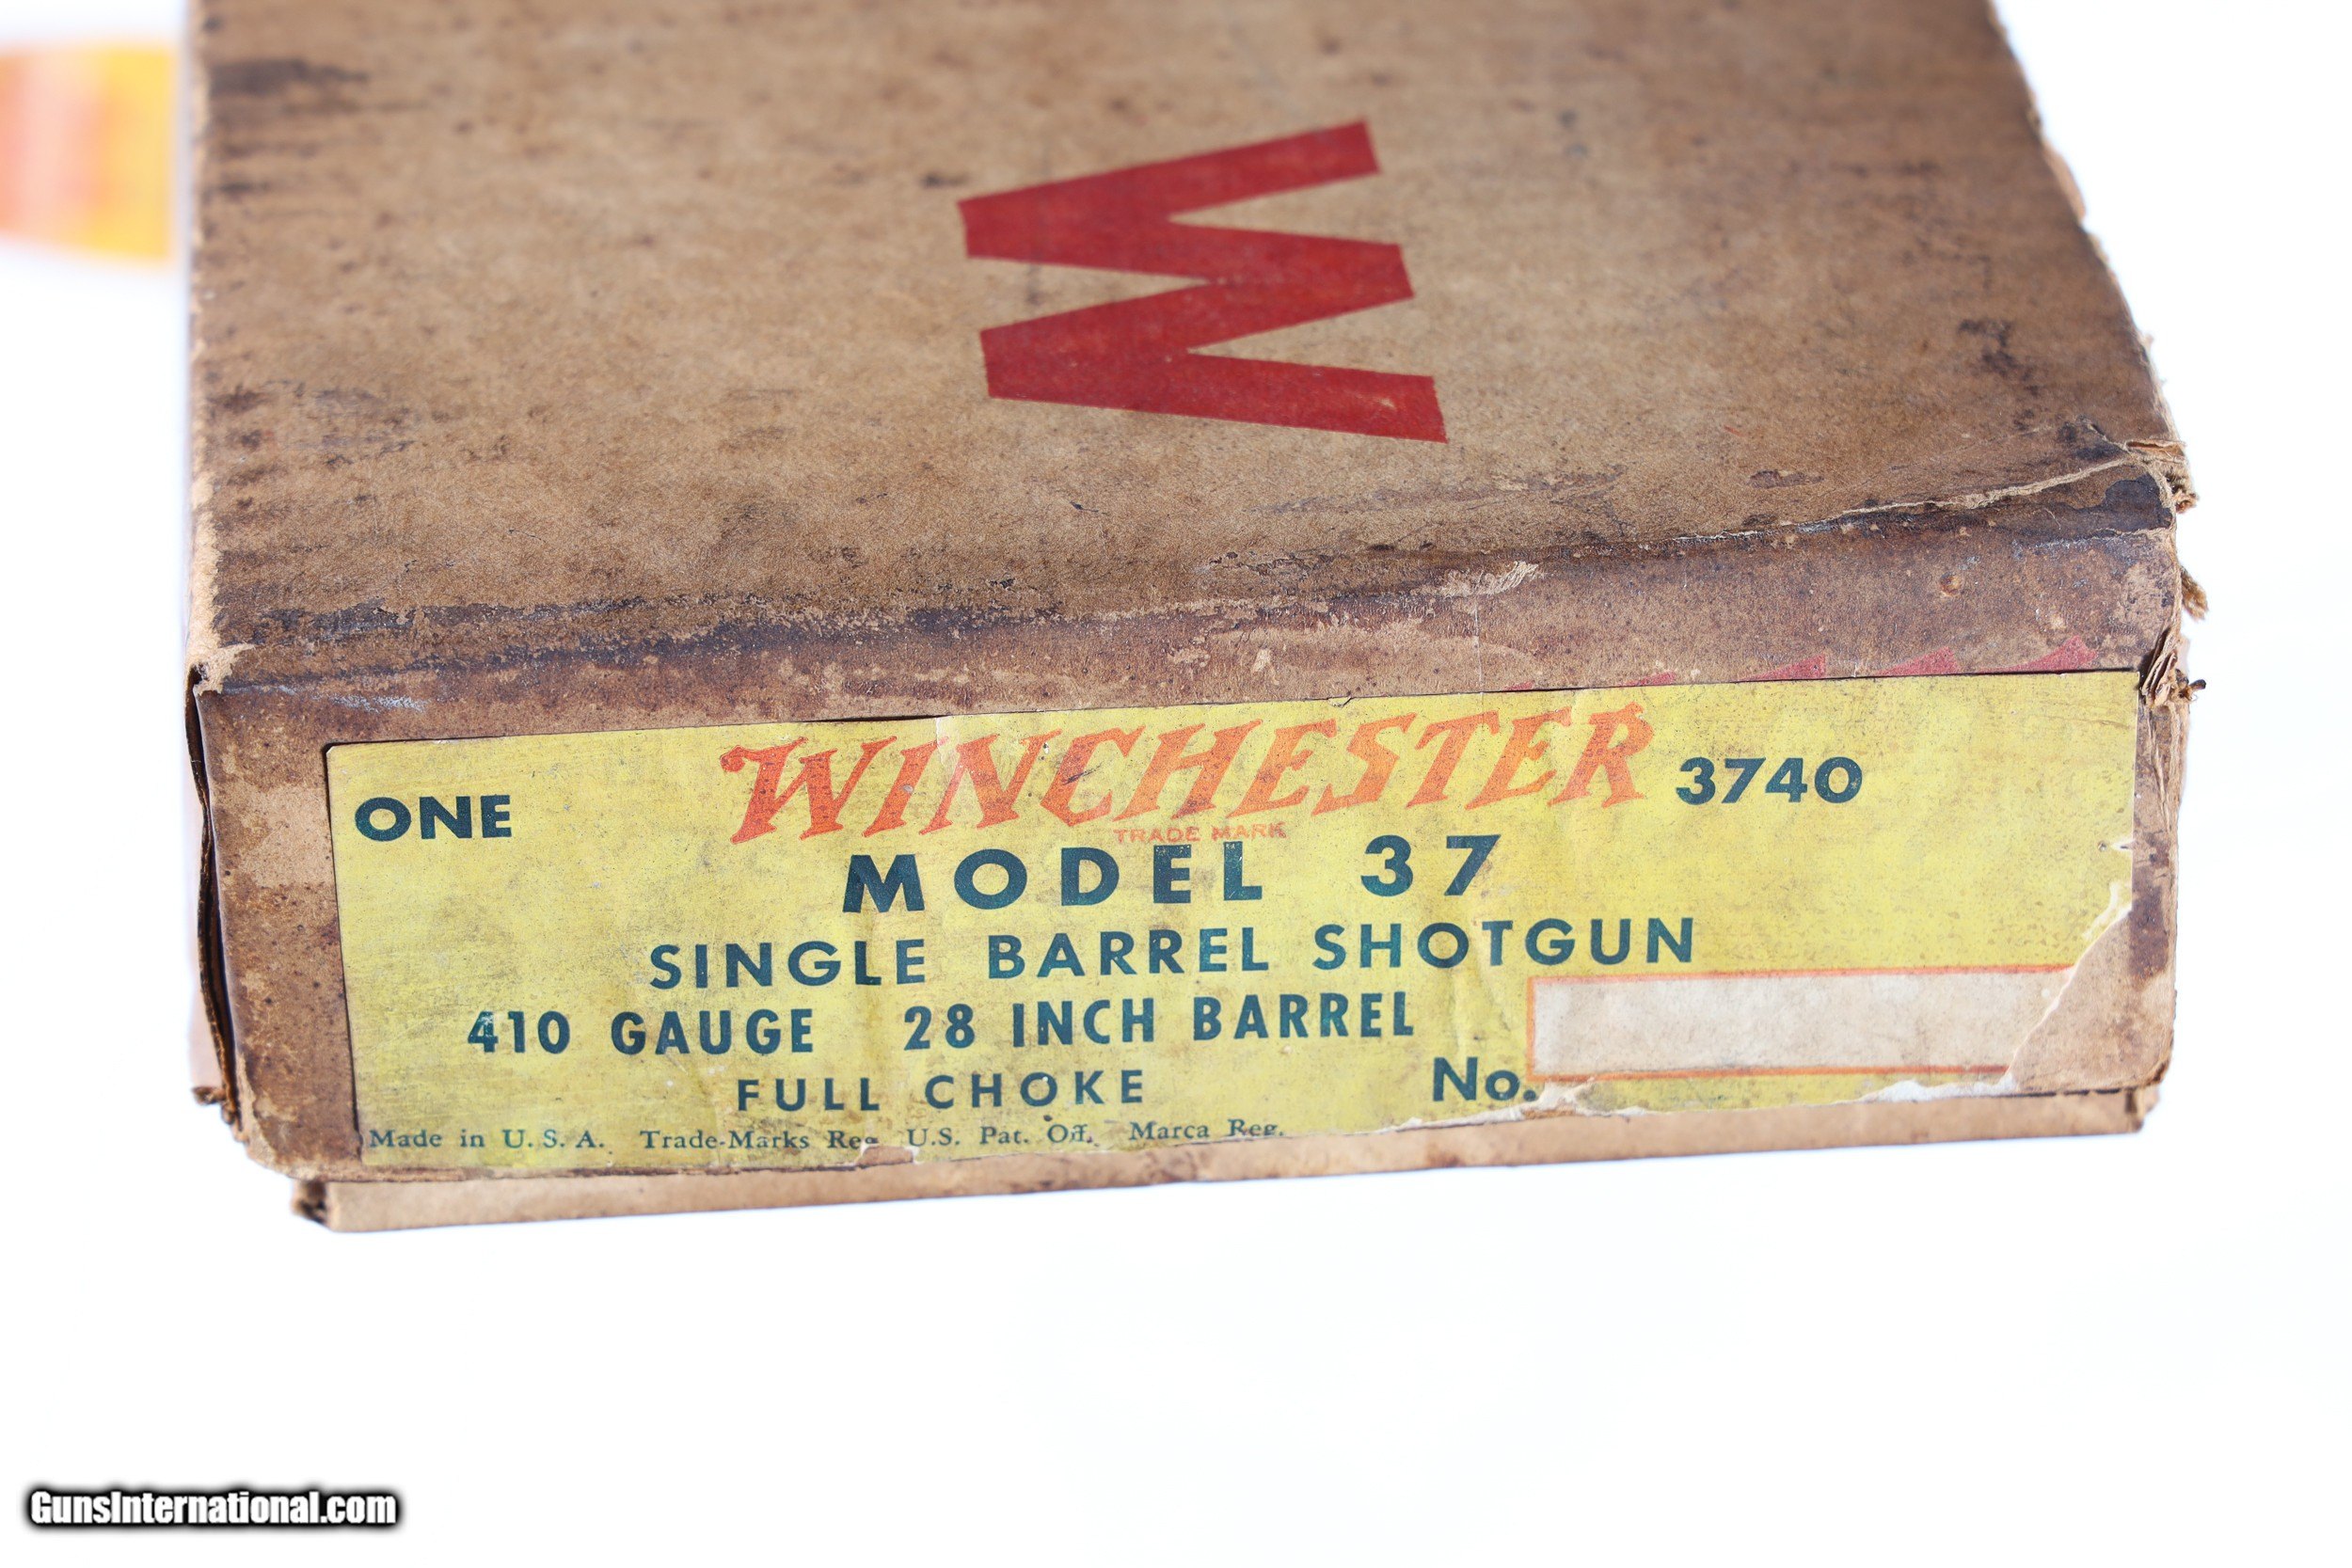 W
ONE WINCHESTER 3740
TRADE MARK
MODEL 37
SINGLE BARREL SHOTGUN
410 GAUGE 28 INCH BARREL
FULL CHOKE No.
Made in U.S.A. Trade-Marks Reg. U.S. Pat. Off. Marca Reg.
GunsInternational.com